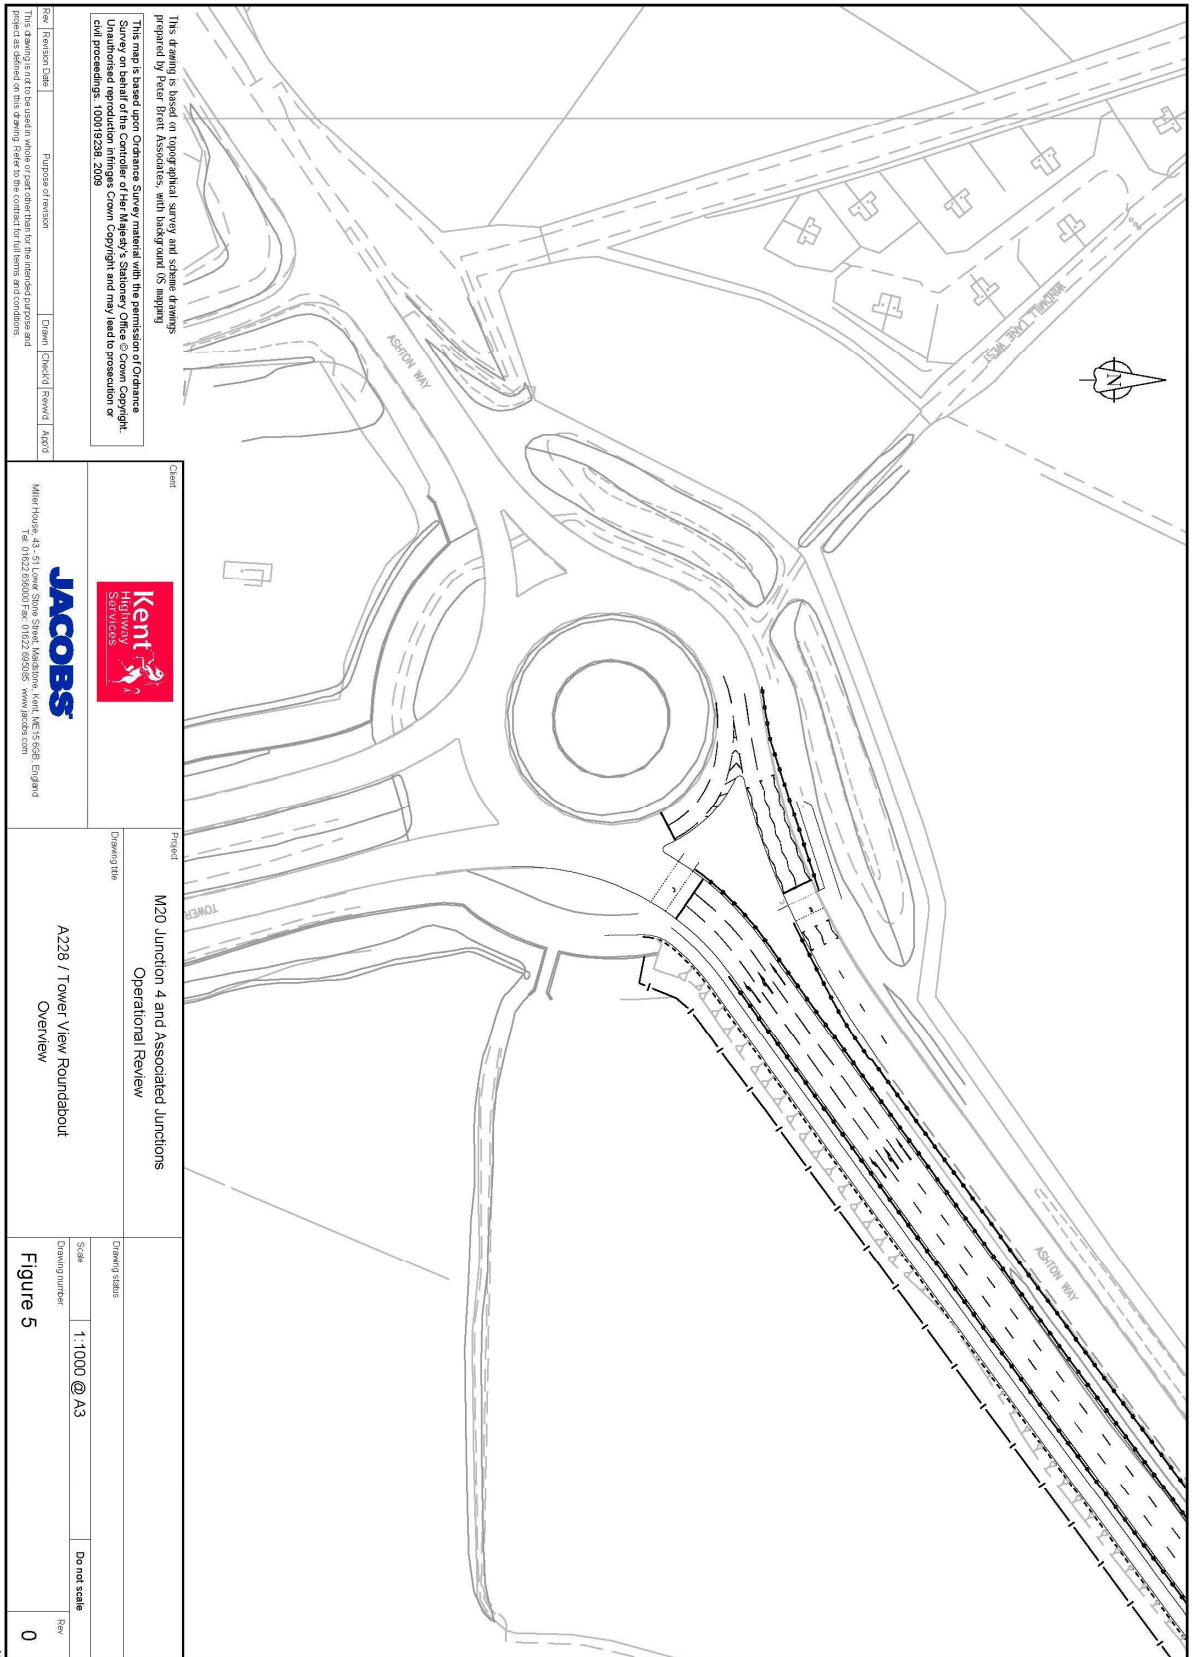 WINDMILL LANE WEST
N
ASHTON WAY
ASHTON WAY
TOWER
This drawing is based on topographical survey and scheme drawings
prepared by Peter Brett Associates, with background OS mapping
This map is based upon Ordnance Survey material with the permission of Ordnance
Survey on behalf of the Controller of Her Majesty's Stationery Office © Crown Copyright.
Unauthorised reproduction infringes Crown Copyright and may lead to prosecution or
civil proceedings. 100019238. 2009
Rev
Revision Date
Purpose of revision
Drawn
Check'd
Rev'w'd
App'd
This drawing is not to be used in whole or part other than for the intended purpose and
project as defined on this drawing. Refer to the contract for full terms and conditions.
Client
Kent
Highway
Services
JACOBS
Miller House, 43 - 51 Lower Stone Street, Maidstone, Kent, ME15 6GB, England
Tel: 01622 636000 Fax: 01622 695085 www.jacobs.com
Project
M20 Junction 4 and Associated Junctions
Operational Review
Drawing title
A228 / Tower View Roundabout
Overview
Drawing status
Scale
1:1000 @ A3
Do not scale
Drawing number
Figure 5
Rev
0